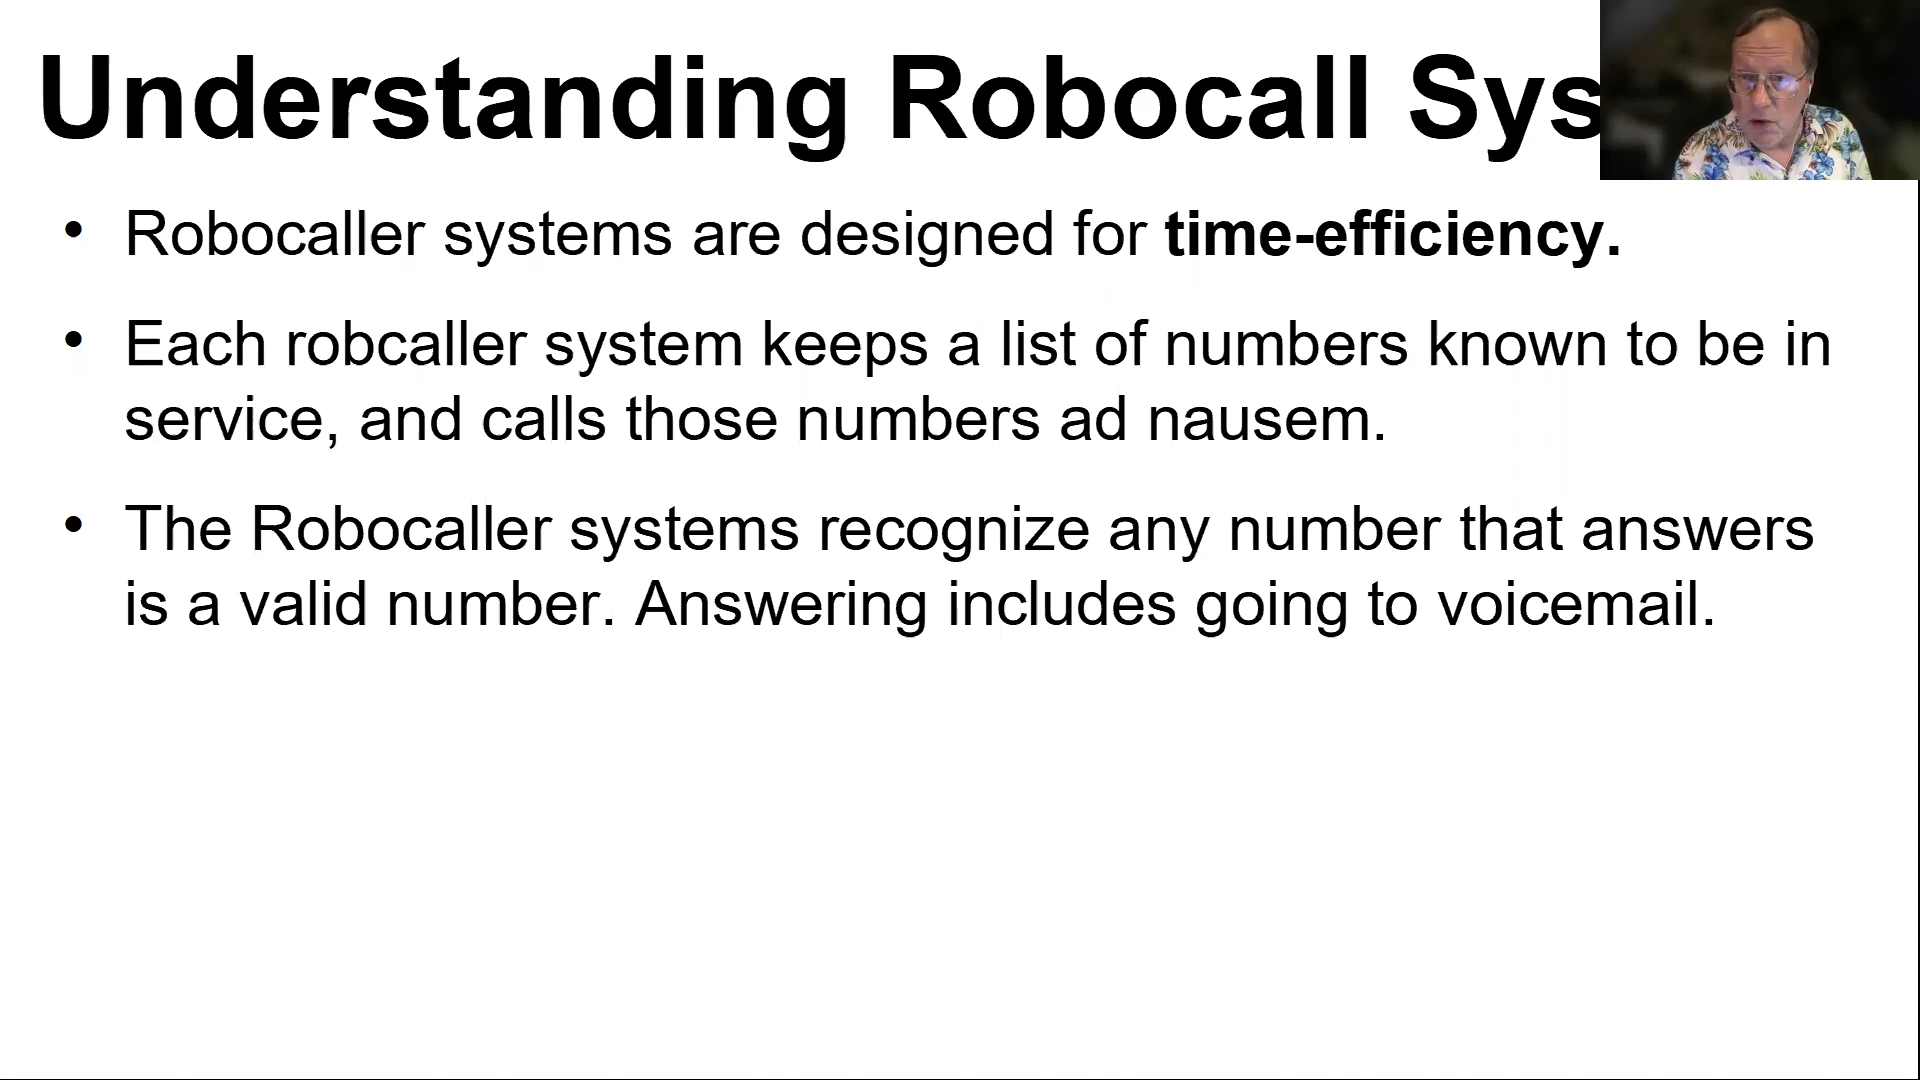 Understanding Robocall Sys
• Robocaller systems are designed for time-efficiency.
• Each robcaller system keeps a list of numbers known to be in
service, and calls those numbers ad nausem.
• The Robocaller systems recognize any number that answers
is a valid number. Answering includes going to voicemail.